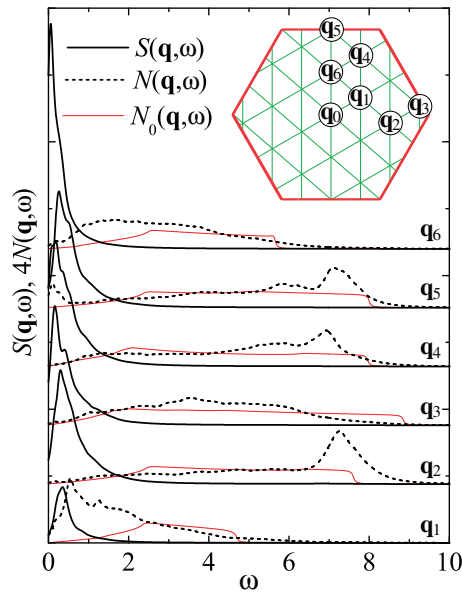 S(q,ω)
N(q,ω)
N₀(q,ω)
q₅
q₄
q₆
q₁
q₃
q₀
q₂
S(q,ω), 4N(q,ω)
q₆
q₅
q₄
q₃
q₂
q₁
0 2 4 6 8 10
ω